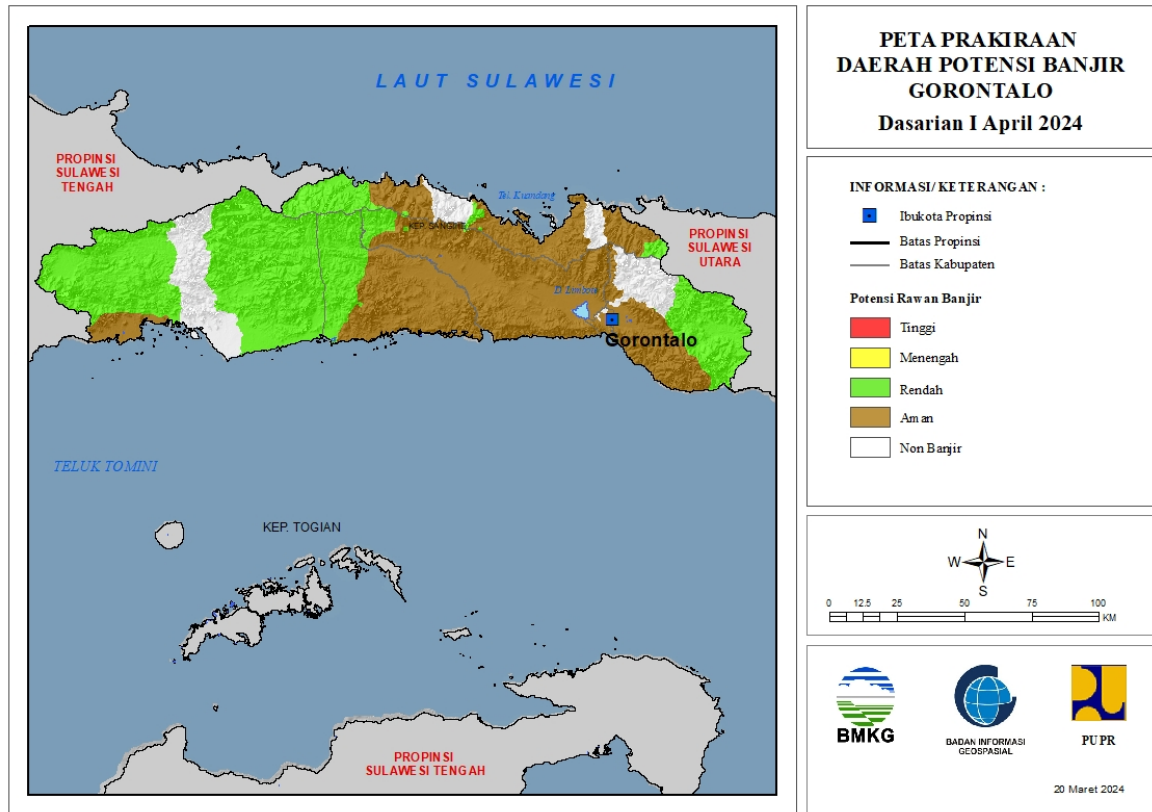 LAUT SULAWESI
PROPINSI
SULAWESI
TENGAH
Tel. Kuandang
KEP. SANGIHE
PROPINSI
SULAWESI
UTARA
D. Limboto
Gorontalo
TELUK TOMINI
KEP. TOGIAN
PROPINSI
SULAWESI TENGAH
PETA PRAKIRAAN
DAERAH POTENSI BANJIR
GORONTALO
Dasarian I April 2024
INFORMASI/ KETERANGAN :
Ibukota Propinsi
Batas Propinsi
Batas Kabupaten
Potensi Rawan Banjir
Tinggi
Menengah
Rendah
Aman
Non Banjir
N
W E
S
0 12.5 25 50 75 100
KM
BMKG
BADAN INFORMASI
GEOSPASIAL
PUPR
20 Maret 2024